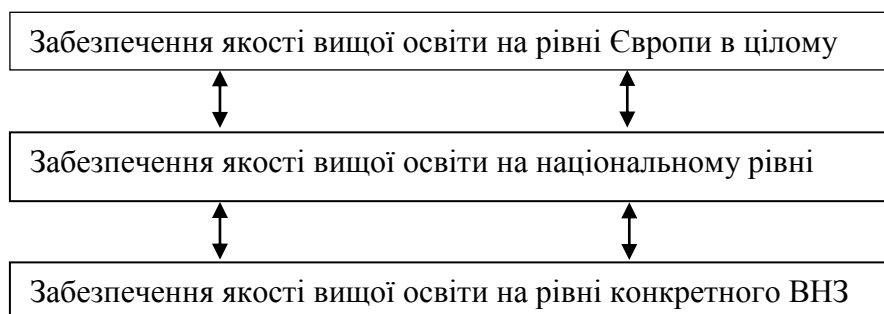 Забезпечення якості вищої освіти на рівні Європи в цілому
Забезпечення якості вищої освіти на національному рівні
Забезпечення якості вищої освіти на рівні конкретного ВНЗ